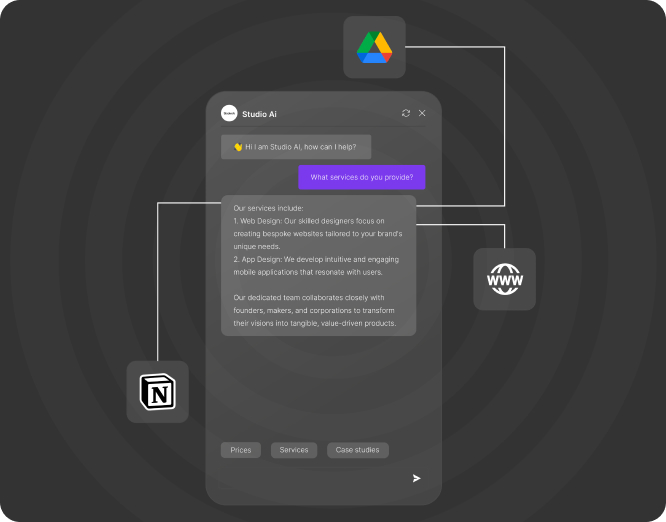 Studio Ai
👋 Hi I am Studio AI, how can I help?
What services do you provide?
Our services include:
1. Web Design: Our skilled designers focus on
creating bespoke websites tailored to your brand's
unique needs.
2. App Design: We develop intuitive and engaging
mobile applications that resonate with users.
Our dedicated team collaborates closely with
founders, makers, and corporations to transform
their visions into tangible, value-driven products.
WWW
N
Prices
Services
Case studies